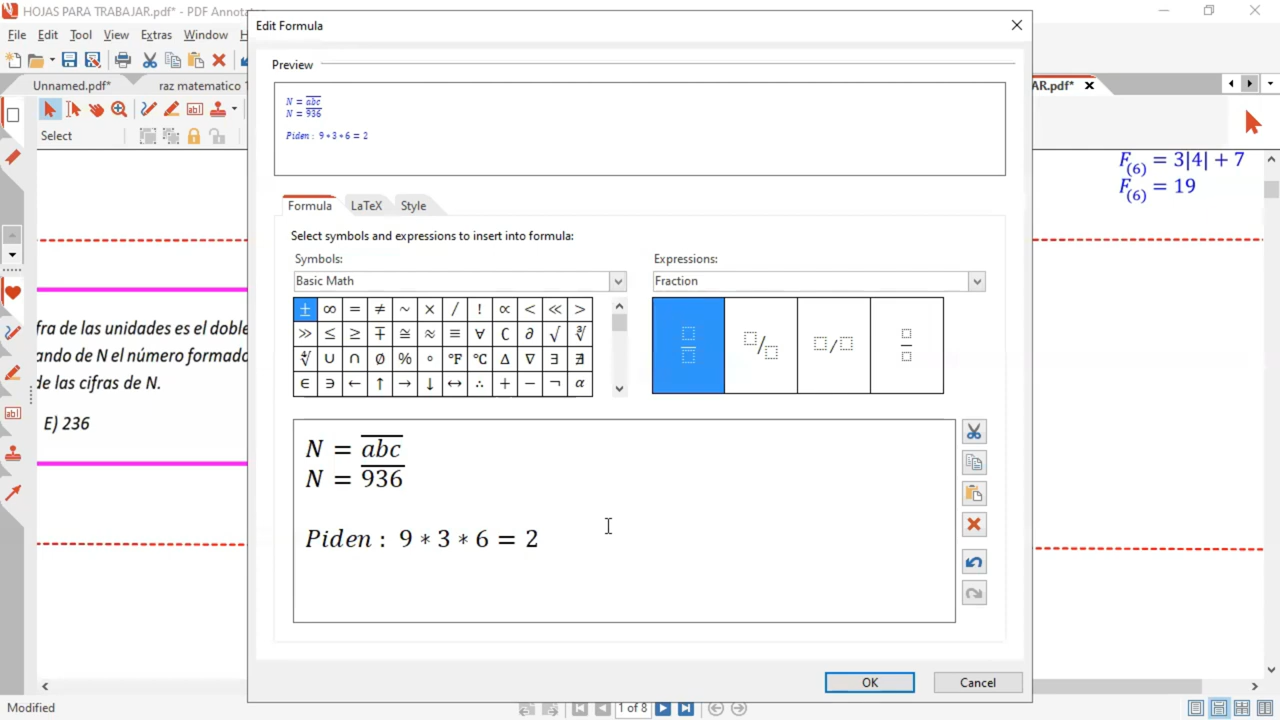 HOJAS PARA TRABAJAR.pdf* - PDF Annot
File Edit Tool View Extras Window H
Unnamed.pdf* raz matematico 1 AR.pdf*
Select
Edit Formula
Preview
N = abc
N = 936
Piden : 9 * 3 * 6 = 2
Formula LaTeX Style
Select symbols and expressions to insert into formula:
Symbols: Expressions:
Basic Math Fraction
± ∞ = ≠ ~ × / ! ∝ < ≪ >
≫ ≤ ≥ ∓ ≅ ≈ ≡ ∀ ∁ ∂ √ ∛
∜ ∪ ∩ ∅ % ° °F °C ∆ ∇ ∃ ∄
∈ ∋ ← ↑ → ↓ ↔ ∴ + − ¬ α
N = a̅b̅c̅
N = 9̅3̅6̅
Piden : 9 * 3 * 6 = 2
OK Cancel
fra de las unidades es el doble
ando de N el número formado
de las cifras de N.
E) 236
F(6) = 3|4| + 7
F(6) = 19
Modified 1 of 8